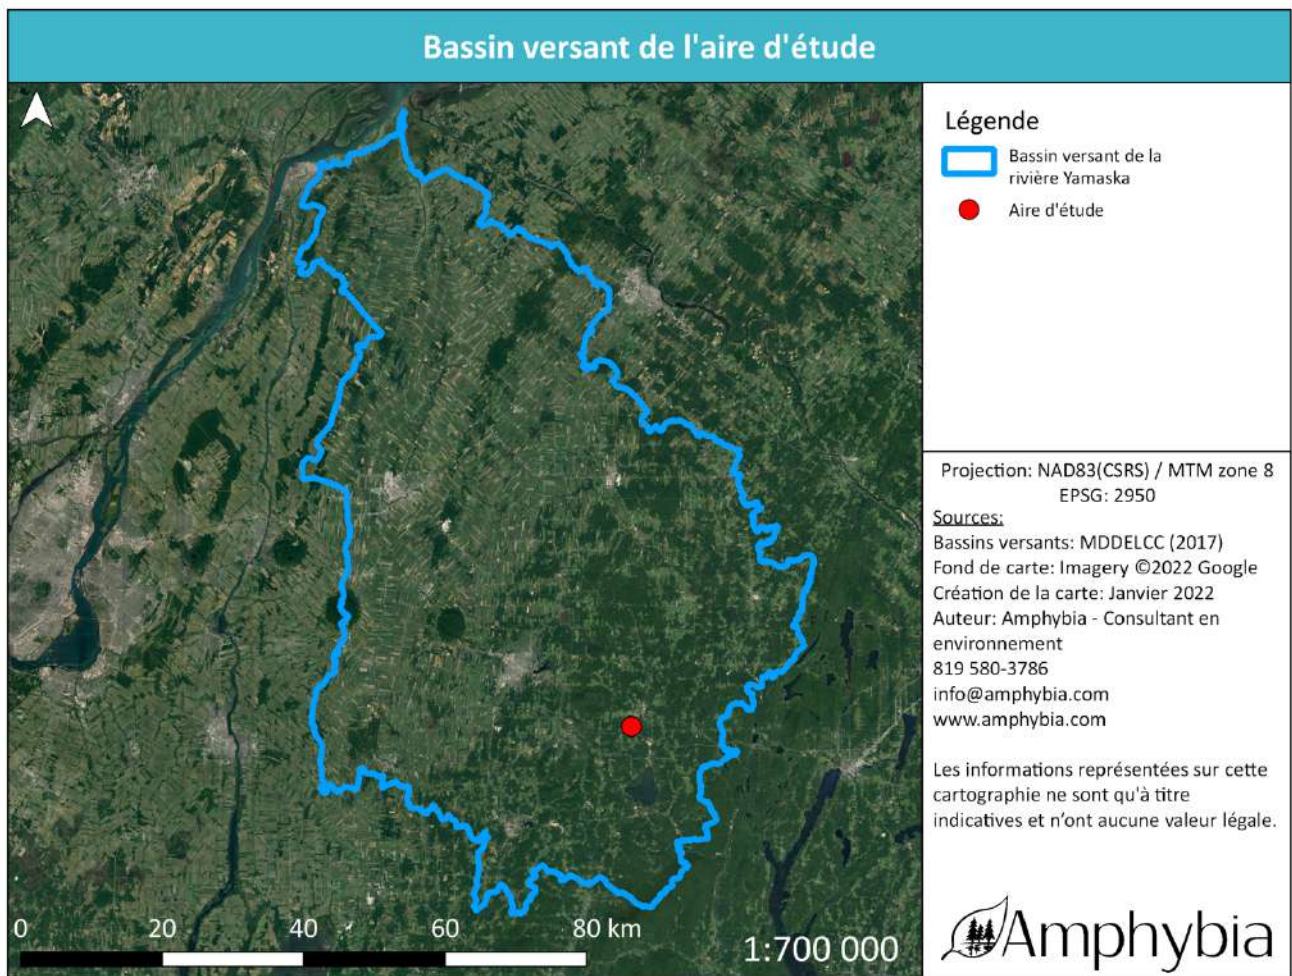 Bassin versant de l'aire d'étude
Légende
Bassin versant de la
rivière Yamaska
Aire d'étude
Projection: NAD83(CSRS) / MTM zone 8
EPSG: 2950
Sources:
Bassins versants: MDDELCC (2017)
Fond de carte: Imagery ©2022 Google
Création de la carte: Janvier 2022
Auteur: Amphybia - Consultant en
environnement
819 580-3786
info@amphybia.com
www.amphybia.com
Les informations représentées sur cette
cartographie ne sont qu'à titre
indicatives et n'ont aucune valeur légale.
0 20 40 60 80 km
1:700 000
Amphybia